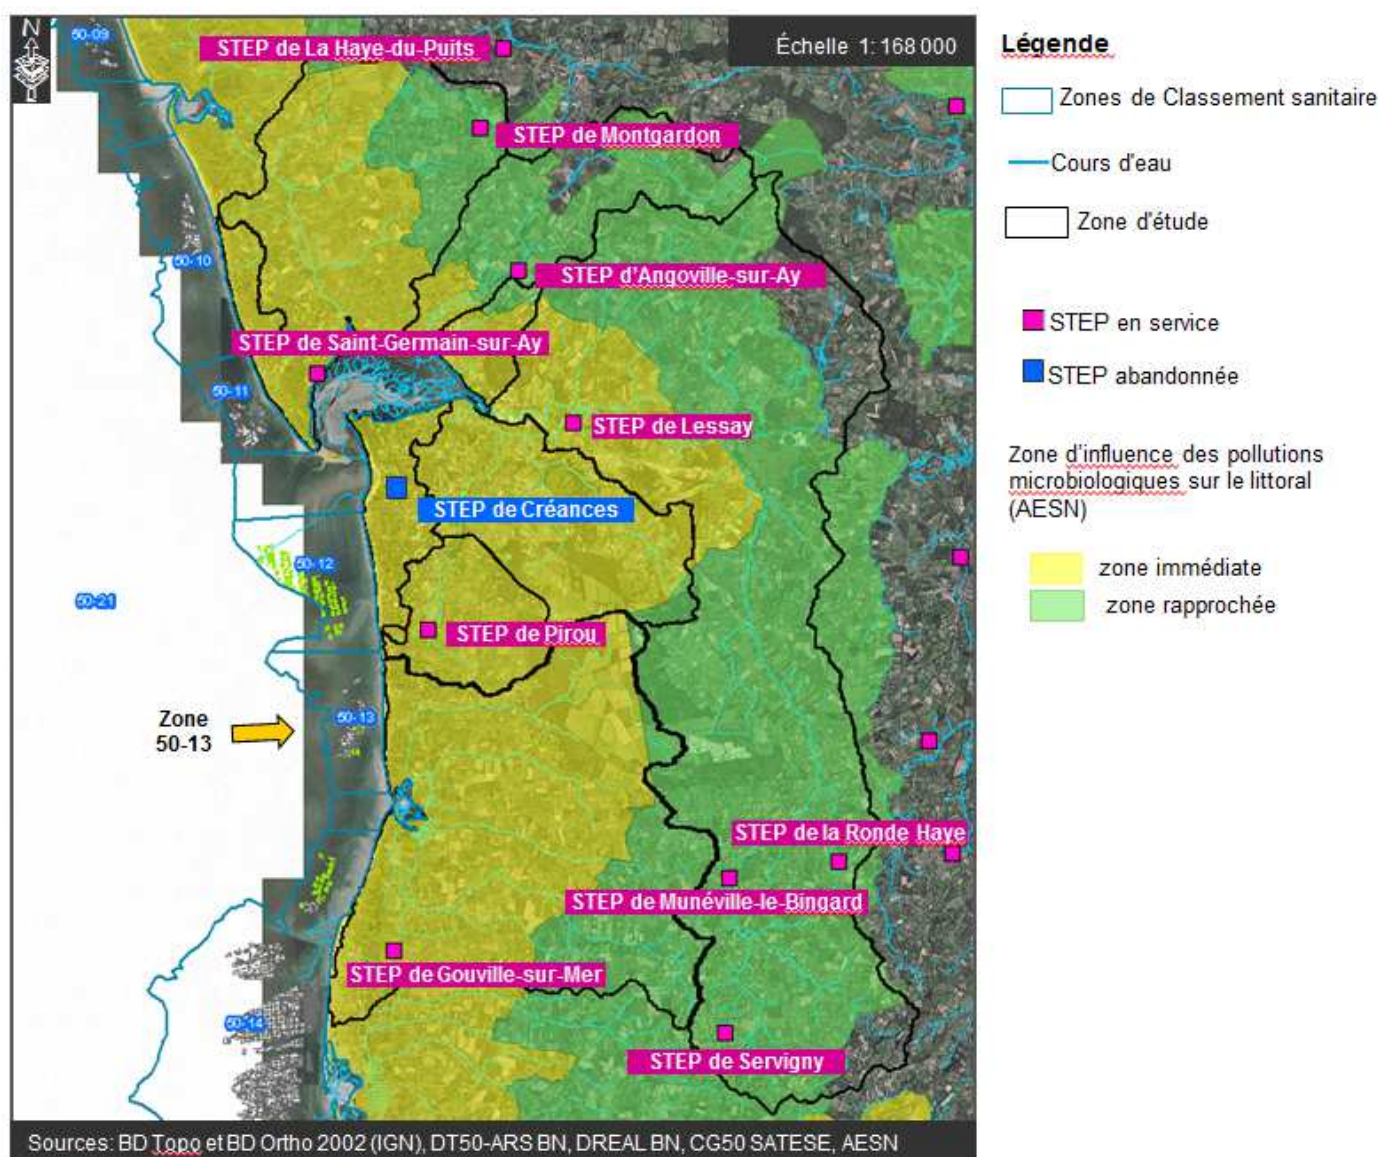 N
50-09
STEP de La Haye-du-Puits
Échelle 1: 168 000
STEP de Montgardon
50-10
STEP d'Angoville-sur-Ay
STEP de Saint-Germain-sur-Ay
50-11
STEP de Lessay
STEP de Créances
50-12
50-21
STEP de Pirou
Zone
50-13
50-13
STEP de la Ronde Haye
STEP de Munéville-le-Bingard
STEP de Gouville-sur-Mer
50-14
STEP de Servigny
Sources: BD Topo et BD Ortho 2002 (IGN), DT50-ARS BN, DREAL BN, CG50 SATESE, AESN
Légende
Zones de Classement sanitaire
Cours d'eau
Zone d'étude
STEP en service
STEP abandonnée
Zone d'influence des pollutions
microbiologiques sur le littoral
(AESN)
zone immédiate
zone rapprochée